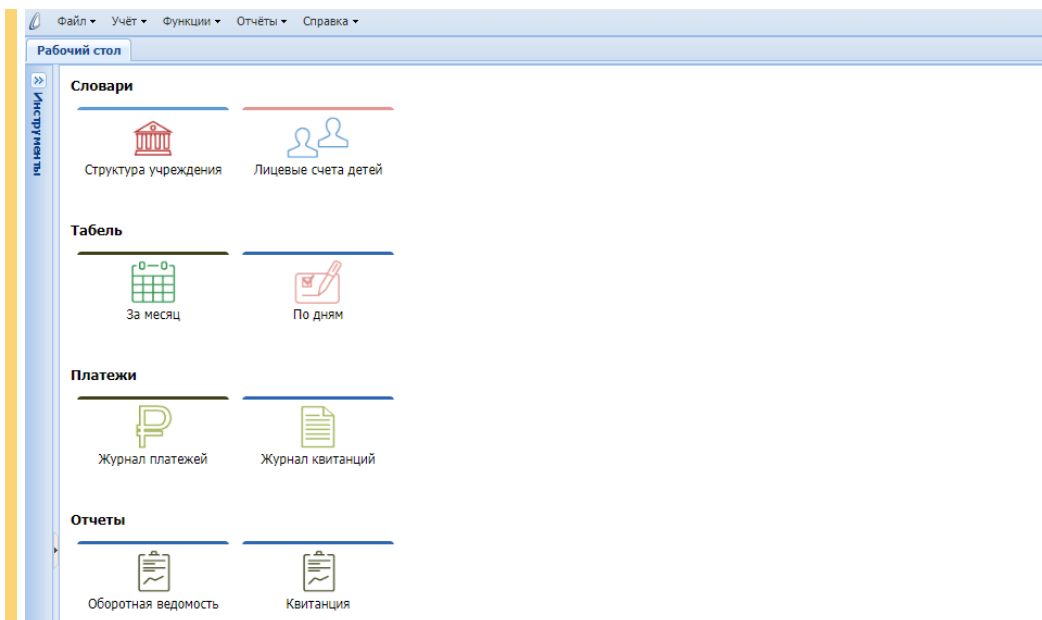 Файл Учёт Функции Отчёты Справка
Рабочий стол
Инструменты
Словари
Структура учреждения Лицевые счета детей
Табель
За месяц По дням
Платежи
Журнал платежей Журнал квитанций
Отчеты
Оборотная ведомость Квитанция